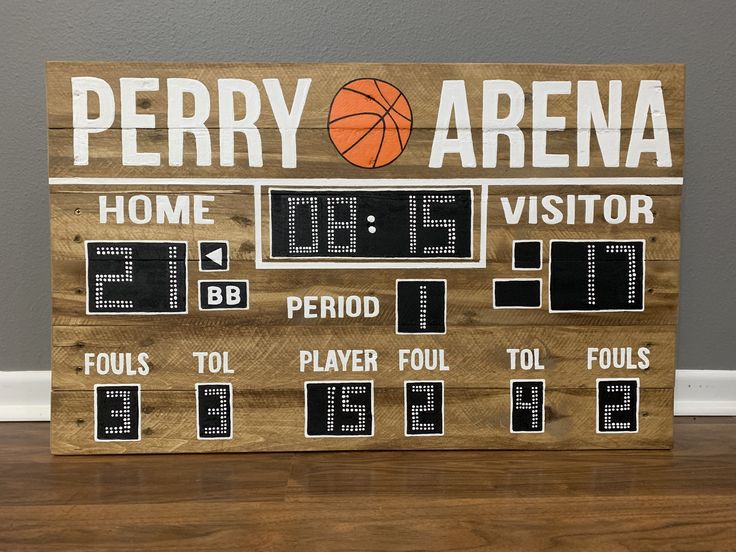 PERRY ARENA
HOME 08:15 VISITOR
21 ◀ 17
BB
PERIOD 1
FOULS TOL PLAYER FOUL TOL FOULS
3 3 15 2 4 2